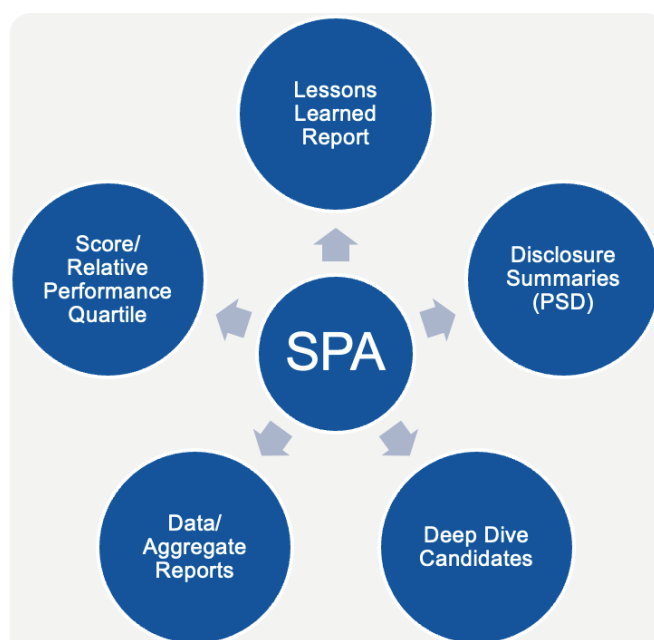 Lessons
Learned
Report
Score/
Relative
Performance
Quartile
Disclosure
Summaries
(PSD)
SPA
Data/
Aggregate
Reports
Deep Dive
Candidates